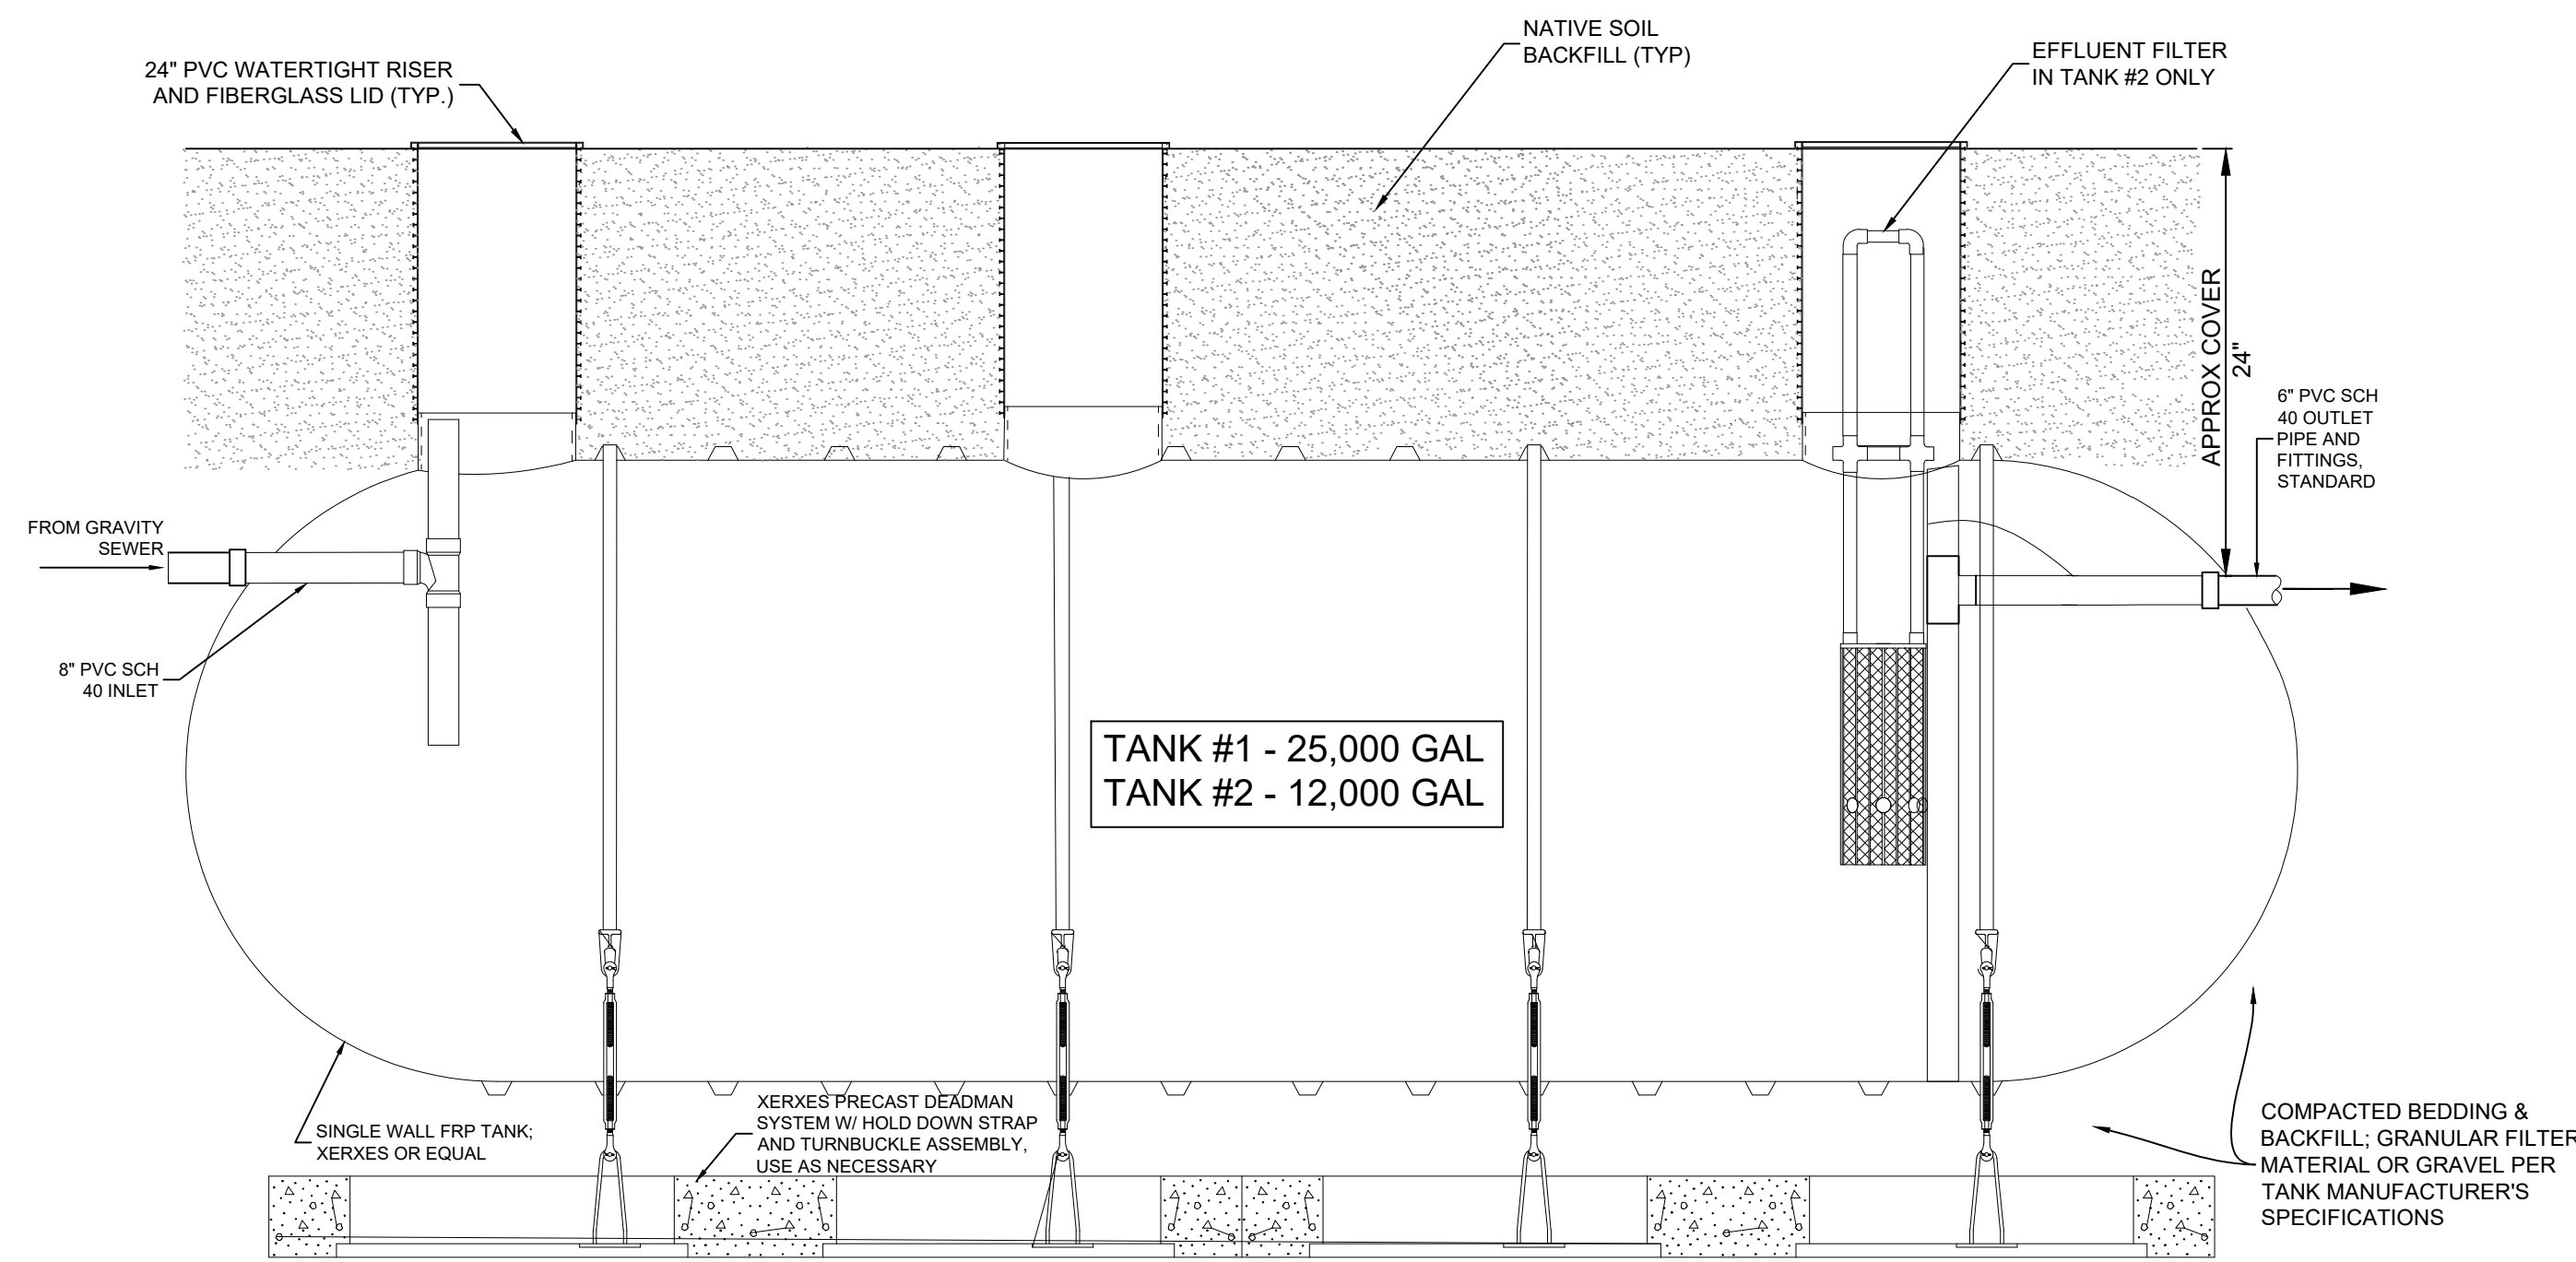 NATIVE SOIL
BACKFILL (TYP)
EFFLUENT FILTER
IN TANK #2 ONLY
24" PVC WATERTIGHT RISER
AND FIBERGLASS LID (TYP.)
APPROX COVER
24"
6" PVC SCH
40 OUTLET
PIPE AND
FITTINGS,
STANDARD
FROM GRAVITY
SEWER
8" PVC SCH
40 INLET
TANK #1 - 25,000 GAL
TANK #2 - 12,000 GAL
SINGLE WALL FRP TANK;
XERXES OR EQUAL
XERXES PRECAST DEADMAN
SYSTEM W/ HOLD DOWN STRAP
AND TURNBUCKLE ASSEMBLY,
USE AS NECESSARY
COMPACTED BEDDING &
BACKFILL; GRANULAR FILTER
MATERIAL OR GRAVEL PER
TANK MANUFACTURER'S
SPECIFICATIONS